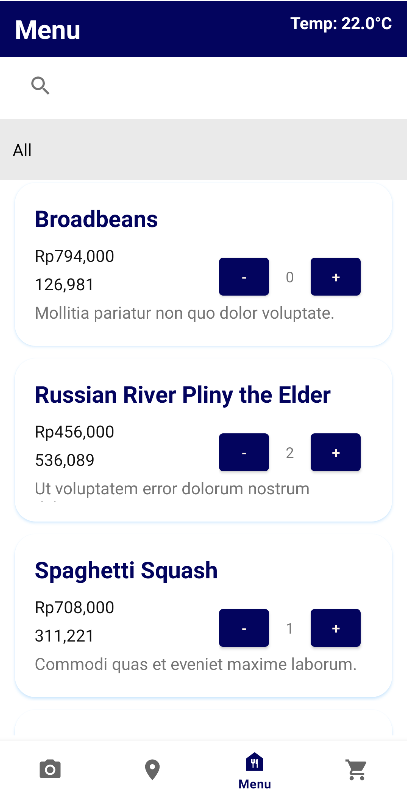 Menu
Temp: 22.0°C
All
Broadbeans
Rp794,000
126,981
- 0 +
Mollitia pariatur non quo dolor voluptate.
Russian River Pliny the Elder
Rp456,000
536,089
- 2 +
Ut voluptatem error dolorum nostrum
Spaghetti Squash
Rp708,000
311,221
- 1 +
Commodi quas et eveniet maxime laborum.
Menu